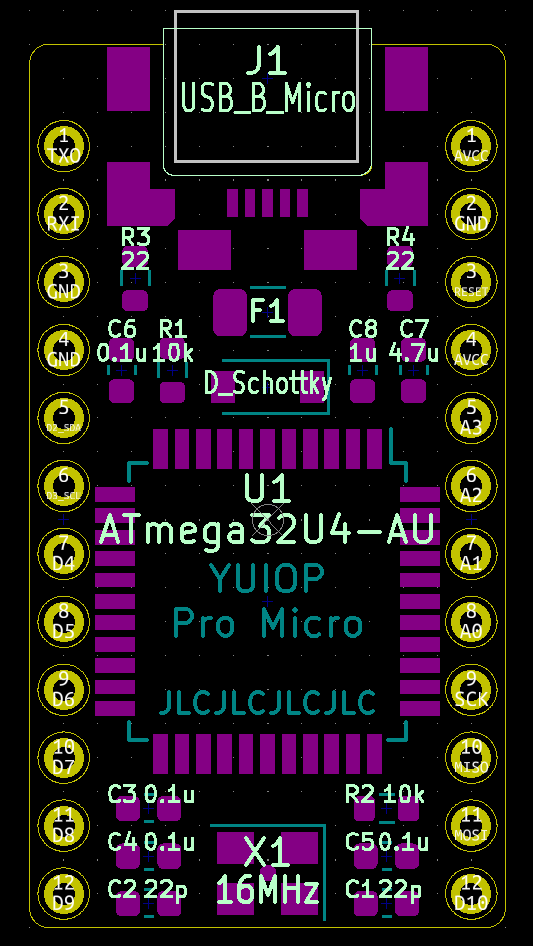 J1
USB_B_Micro
1
TXO
1
AVCC
2
RXI
2
GND
R3
22
R4
22
3
GND
3
RESET
F1
C6
0.1u
R1
10k
C8
1u
C7
4.7u
4
GND
4
AVCC
D_Schottky
5
D2_SDA
5
A3
6
D3_SCL
6
A2
U1
ATmega32U4-AU
7
D4
7
A1
YUIOP
Pro Micro
8
D5
8
A0
9
D6
9
SCK
JLCJLCJLCJLC
10
D7
10
MISO
C3 0.1u
R2 10k
11
D8
11
MOSI
C4 0.1u
C5 0.1u
X1
16MHz
C2 22p
C1 22p
12
D9
12
D10